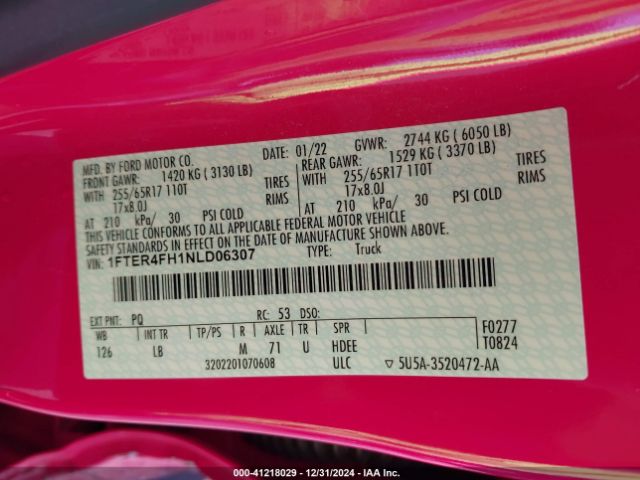 MFD. BY FORD MOTOR CO.
DATE: 01/22
GVWR: 2744 KG ( 6050 LB)
FRONT GAWR: 1420 KG ( 3130 LB)
REAR GAWR: 1529 KG ( 3370 LB)
WITH 255/65R17 110T TIRES
WITH 255/65R17 110T TIRES
17x8.0J RIMS
17x8.0J RIMS
AT 210 kPa/ 30 PSI COLD
AT 210 kPa/ 30 PSI COLD
THIS VEHICLE CONFORMS TO ALL APPLICABLE FEDERAL MOTOR VEHICLE
SAFETY STANDARDS IN EFFECT ON THE DATE OF MANUFACTURE SHOWN ABOVE.
VIN: 1FTER4FH1NLD06307
TYPE: Truck
EXT PNT: PQ RC: 53 DSO:
WB INT TR TP/PS R AXLE TR SPR
126 LB M 71 U HDEE
F0277
T0824
3202201070608 ULC ▽ 5U5A-3520472-AA
000-41218029 - 12/31/2024 - IAA Inc.